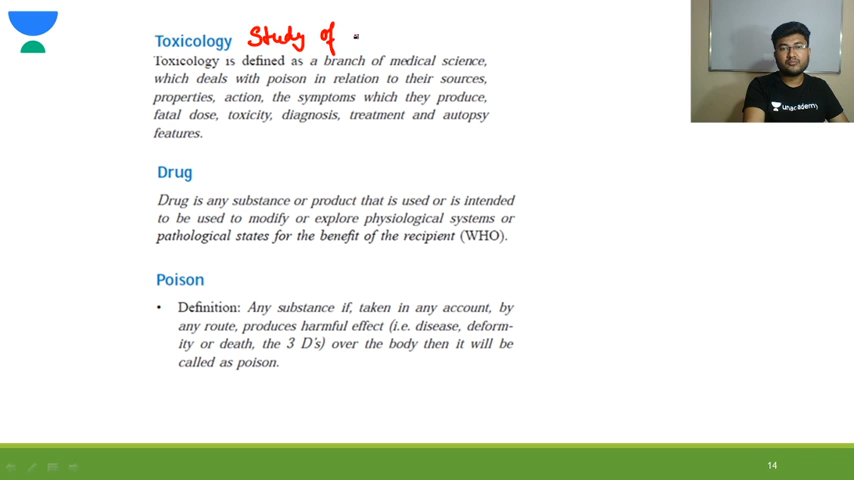 Toxicology Study of
Toxicology is defined as a branch of medical science,
which deals with poison in relation to their sources,
properties, action, the symptoms which they produce,
fatal dose, toxicity, diagnosis, treatment and autopsy
features.
Drug
Drug is any substance or product that is used or is intended
to be used to modify or explore physiological systems or
pathological states for the benefit of the recipient (WHO).
Poison
• Definition: Any substance if, taken in any account, by
any route, produces harmful effect (i.e. disease, deform-
ity or death, the 3 D's) over the body then it will be
called as poison.
unacademy
14